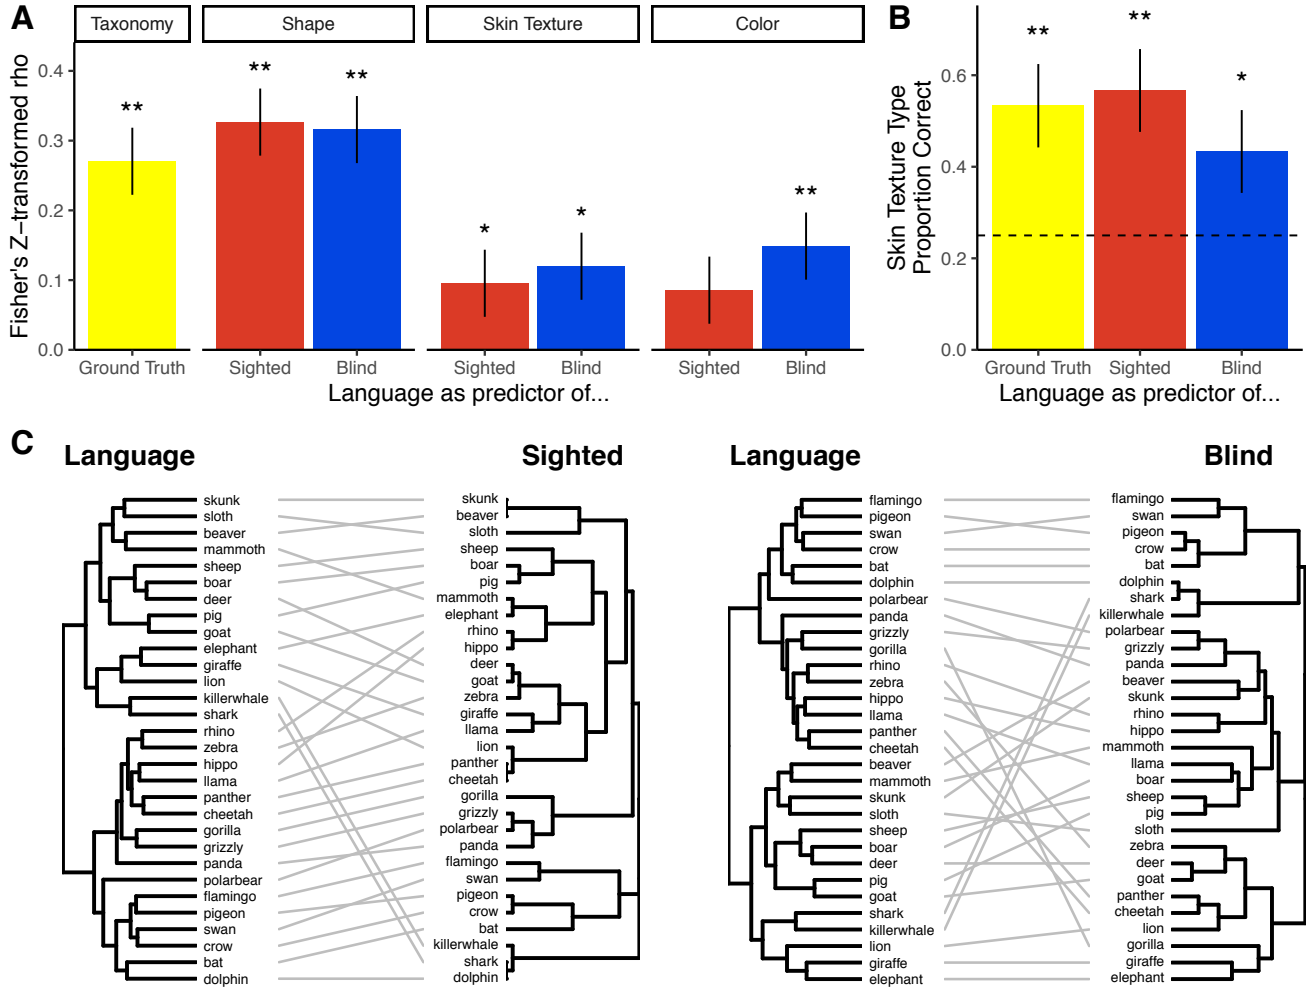 A
Taxonomy
Shape
Skin Texture
Color
Fisher's Z−transformed rho
0.4
0.3
0.2
0.1
0.0
**
**
**
*
*
**
Ground Truth
Sighted
Blind
Sighted
Blind
Sighted
Blind
Language as predictor of...
B
Skin Texture Type
Proportion Correct
0.6
0.4
0.2
0.0
**
**
*
Ground Truth
Sighted
Blind
Language as predictor of...
C
Language
skunk
sloth
beaver
mammoth
sheep
boar
deer
pig
goat
elephant
giraffe
lion
killerwhale
shark
rhino
zebra
hippo
llama
panther
cheetah
gorilla
grizzly
panda
polarbear
flamingo
pigeon
swan
crow
bat
dolphin
Sighted
skunk
beaver
sloth
sheep
boar
pig
mammoth
elephant
rhino
hippo
deer
goat
zebra
giraffe
llama
lion
panther
cheetah
gorilla
grizzly
polarbear
panda
flamingo
swan
pigeon
crow
bat
killerwhale
shark
dolphin
Language
flamingo
pigeon
swan
crow
bat
dolphin
polarbear
panda
grizzly
gorilla
rhino
zebra
hippo
llama
panther
cheetah
beaver
mammoth
skunk
sloth
sheep
boar
deer
pig
goat
shark
killerwhale
lion
giraffe
elephant
Blind
flamingo
swan
pigeon
crow
bat
dolphin
shark
killerwhale
polarbear
grizzly
panda
beaver
skunk
rhino
hippo
mammoth
llama
boar
sheep
pig
sloth
zebra
deer
goat
panther
cheetah
lion
gorilla
giraffe
elephant